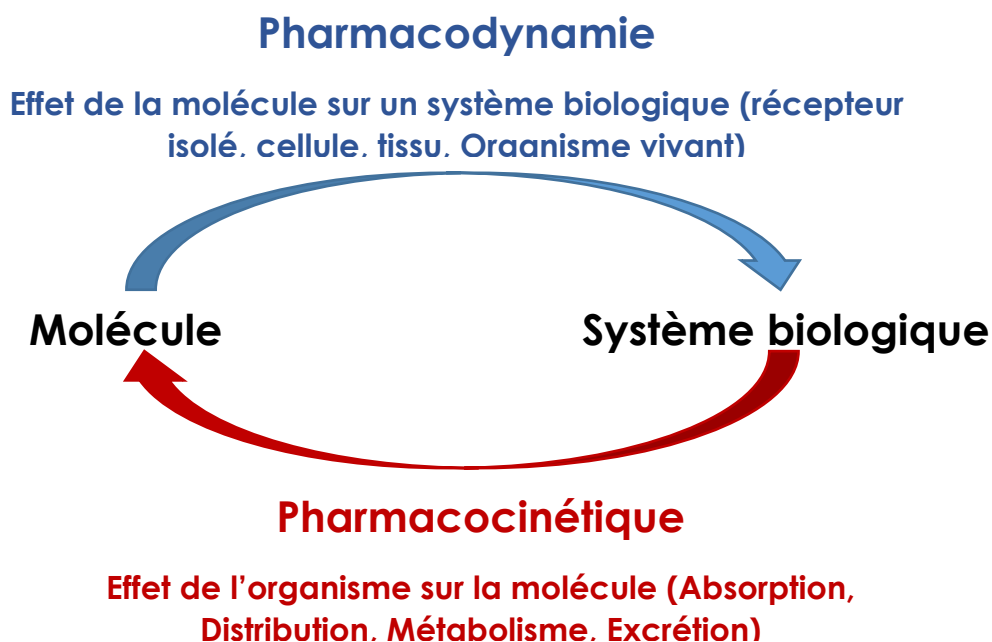 Pharmacodynamie
Effet de la molécule sur un système biologique (récepteur
isolé, cellule, tissu, Organisme vivant)
Molécule
Système biologique
Pharmacocinétique
Effet de l’organisme sur la molécule (Absorption,
Distribution, Métabolisme, Excrétion)